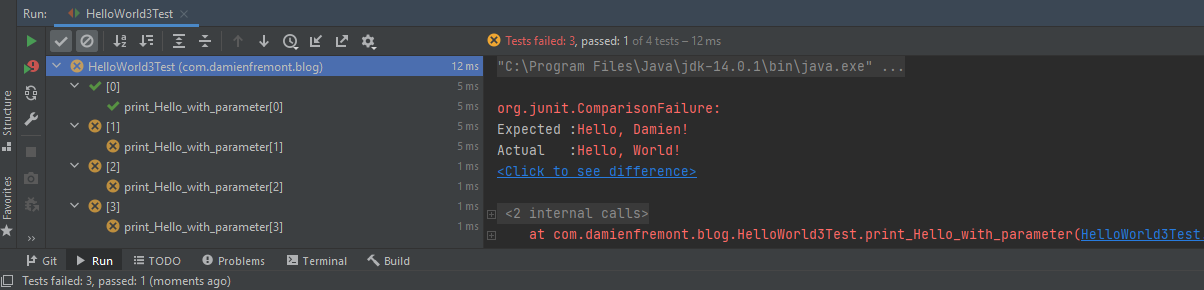 Run: HelloWorld3Test
Tests failed: 3, passed: 1 of 4 tests – 12 ms
HelloWorld3Test (com.damienfremont.blog) 12 ms
[0] 5 ms
print_Hello_with_parameter[0] 5 ms
[1] 5 ms
print_Hello_with_parameter[1] 5 ms
[2] 1 ms
print_Hello_with_parameter[2] 1 ms
[3] 1 ms
print_Hello_with_parameter[3] 1 ms
"C:\Program Files\Java\jdk-14.0.1\bin\java.exe" ...
org.junit.ComparisonFailure:
Expected :Hello, Damien!
Actual   :Hello, World!
<Click to see difference>
<2 internal calls>
at com.damienfremont.blog.HelloWorld3Test.print_Hello_with_parameter(HelloWorld3Test
Structure
Favorites
Git Run TODO Problems Terminal Build
Tests failed: 3, passed: 1 (moments ago)